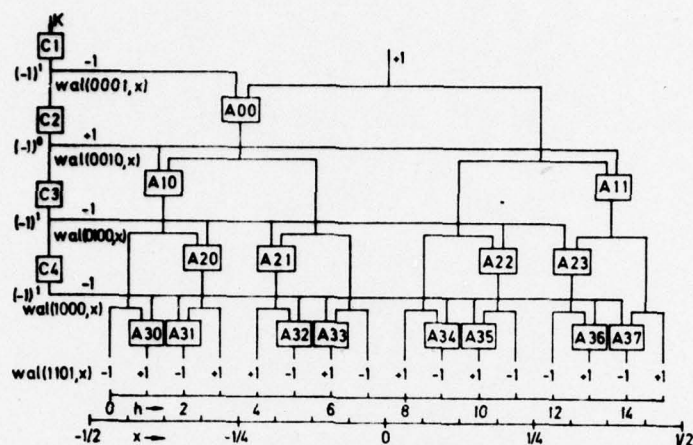 K
C1
-1
+1
(-1)¹
wal(0001,x)
A00
C2
+1
(-1)⁰
wal(0010,x)
A10
A11
C3
-1
(-1)¹
wal(0100,x)
A20 A21 A22 A23
C4
-1
(-1)¹
wal(1000,x)
A30 A31 A32 A33 A34 A35 A36 A37
wal(1101,x) -1 +1 -1 +1 +1 -1 +1 -1 +1 -1 +1 -1 -1 +1 -1 +1
0 h→ 2 4 6 8 10 12 14
-1/2 x→ -1/4 0 1/4 1/2